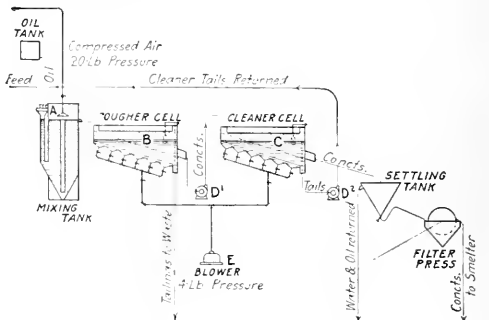 OIL
TANK
Compressed Air
20-Lb Pressure
Feed
Oil
Cleaner Tails Returned
A
ROUGHER CELL
CLEANER CELL
B
C
Concts.
Concts.
SETTLING
TANK
Tails
D¹
D²
MIXING
TANK
Tailings to Waste
E
BLOWER
4-Lb Pressure
Water & Oil returned
FILTER
PRESS
Concts.
to Smelter